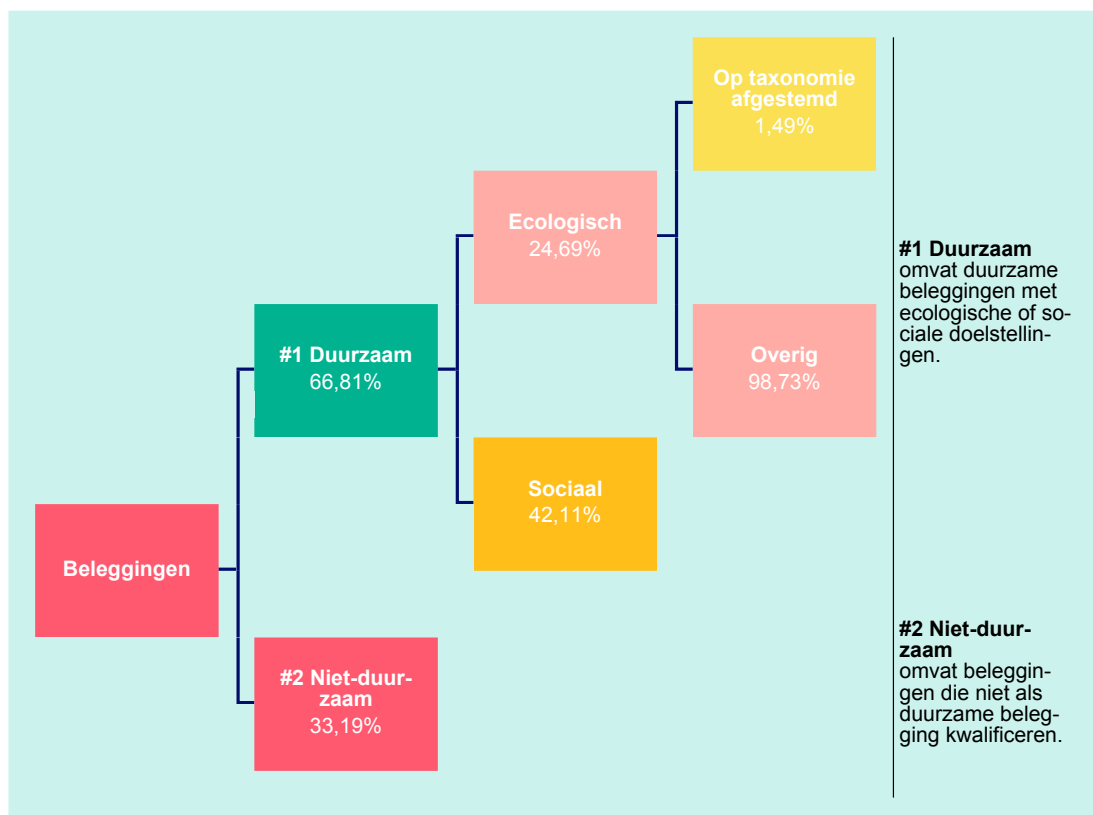 Op taxonomie
afgestemd
1,49%
Ecologisch
24,69%
#1 Duurzaam
66,81%
Overig
98,73%
Sociaal
42,11%
Beleggingen
#2 Niet-duur-
zaam
33,19%
#1 Duurzaam
omvat duurzame
beleggingen met
ecologische of so-
ciale doelstellin-
gen.
#2 Niet-duur-
zaam
omvat beleggin-
gen die niet als
duurzame beleg-
ging kwalificeren.